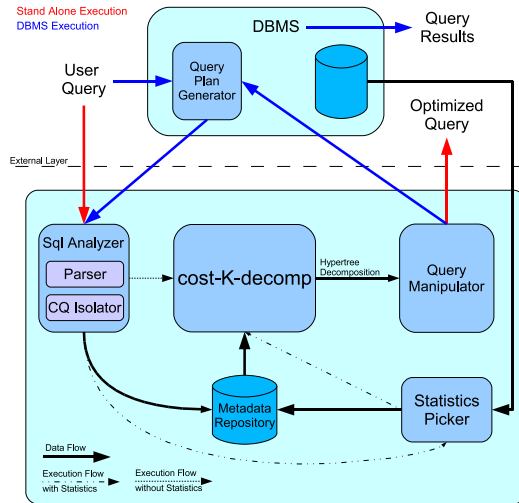 Stand Alone Execution
DBMS Execution
DBMS
Query
Results
User
Query
Query
Plan
Generator
Optimized
Query
External Layer
Sql Analyzer
Parser
CQ Isolator
cost-K-decomp
Hypertree
Decomposition
Query
Manipulator
Metadata
Repository
Statistics
Picker
Data Flow
Execution Flow
with Statistics
Execution Flow
without Statistics